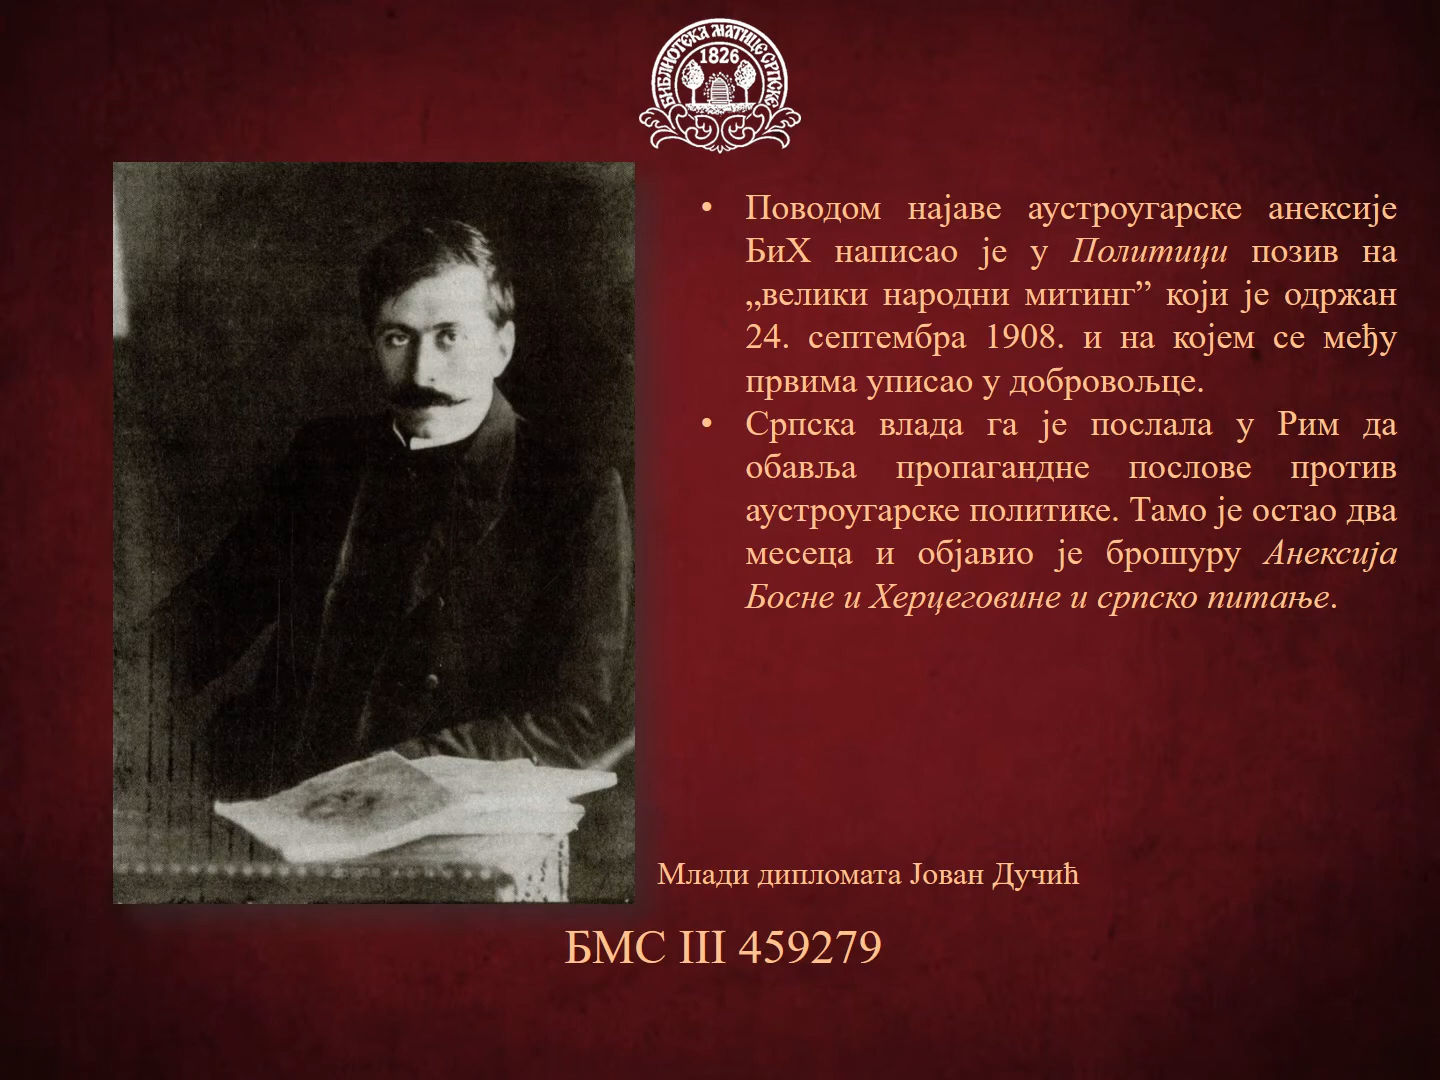 БИБЛИОТЕКА МАТИЦЕ СРПСКЕ
1826
• Поводом најаве аустроугарске анексије
БиХ написао је у Политици позив на
„велики народни митинг” који је одржан
24. септембра 1908. и на којем се међу
првима уписао у добровољце.
• Српска влада га је послала у Рим да
обавља пропагандне послове против
аустроугарске политике. Тамо је остао два
месеца и објавио је брошуру Анексија
Босне и Херцеговине и српско питање.
Млади дипломата Јован Дучић
БМС III 459279